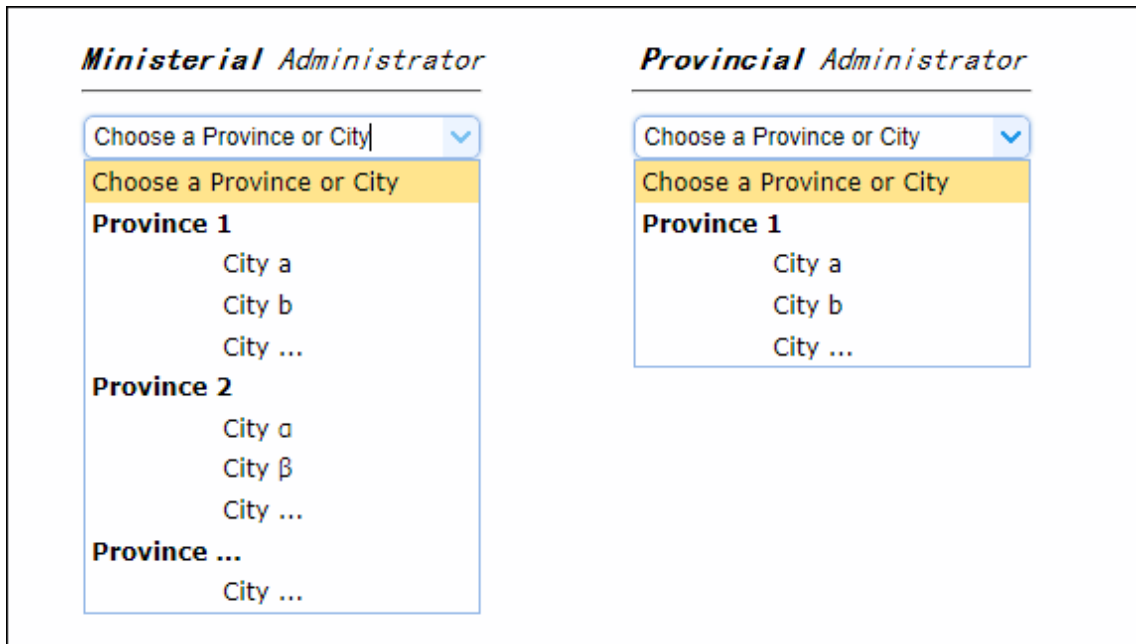 Ministerial Administrator
Choose a Province or City
Choose a Province or City
Province 1
City a
City b
City ...
Province 2
City α
City β
City ...
Province ...
City ...
Provincial Administrator
Choose a Province or City
Choose a Province or City
Province 1
City a
City b
City ...